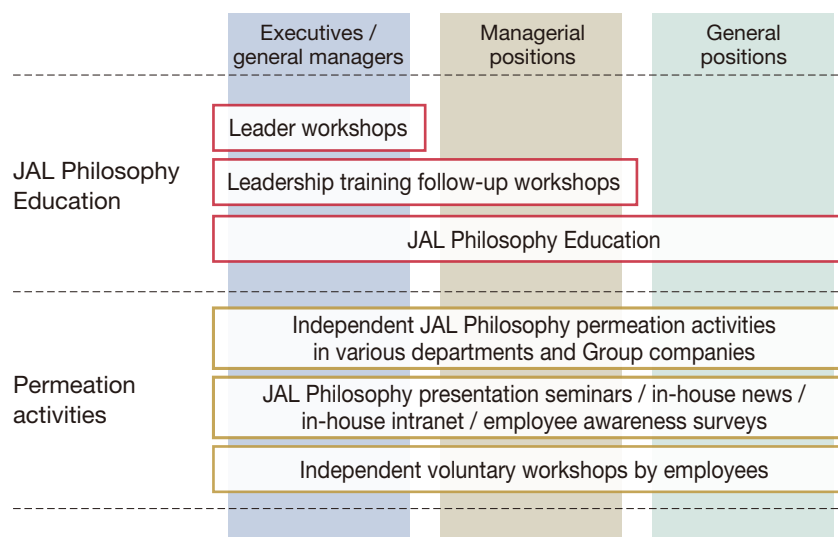 Executives /
general managers
Managerial
positions
General
positions
JAL Philosophy
Education
Leader workshops
Leadership training follow-up workshops
JAL Philosophy Education
Permeation
activities
Independent JAL Philosophy permeation activities
in various departments and Group companies
JAL Philosophy presentation seminars / in-house news /
in-house intranet / employee awareness surveys
Independent voluntary workshops by employees